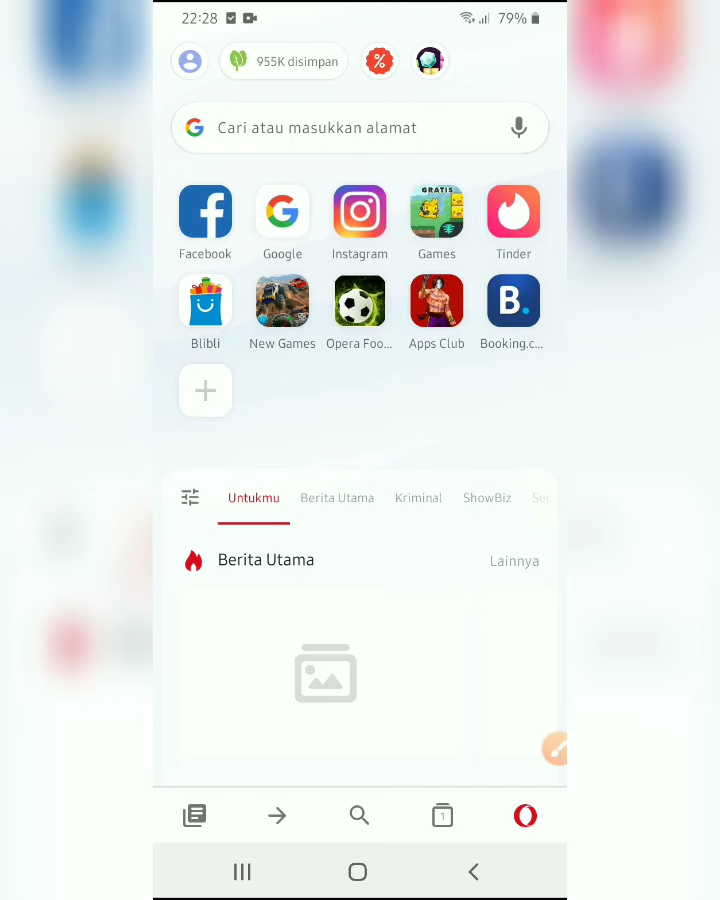 22:28 79%
955K disimpan
Cari atau masukkan alamat
GRATIS
Facebook Google Instagram Games Tinder
B.
Blibli New Games Opera Foo... Apps Club Booking.c...
Untukmu Berita Utama Kriminal ShowBiz Sep
Berita Utama Lainnya
1